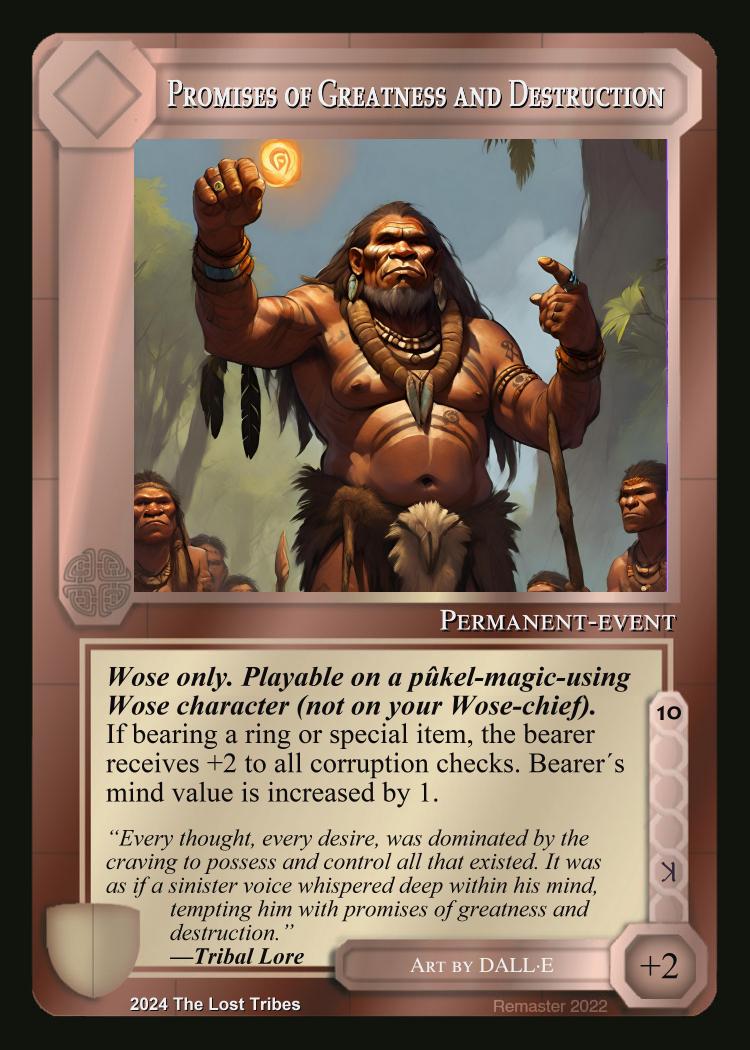 Promises of Greatness and Destruction
Permanent-event
Wose only. Playable on a pûkel-magic-using
Wose character (not on your Wose-chief).
If bearing a ring or special item, the bearer
receives +2 to all corruption checks. Bearer´s
mind value is increased by 1.
10
“Every thought, every desire, was dominated by the
craving to possess and control all that existed. It was
as if a sinister voice whispered deep within his mind,
tempting him with promises of greatness and
destruction.”
—Tribal Lore
Art by DALL·E
+2
2024 The Lost Tribes
Remaster 2022